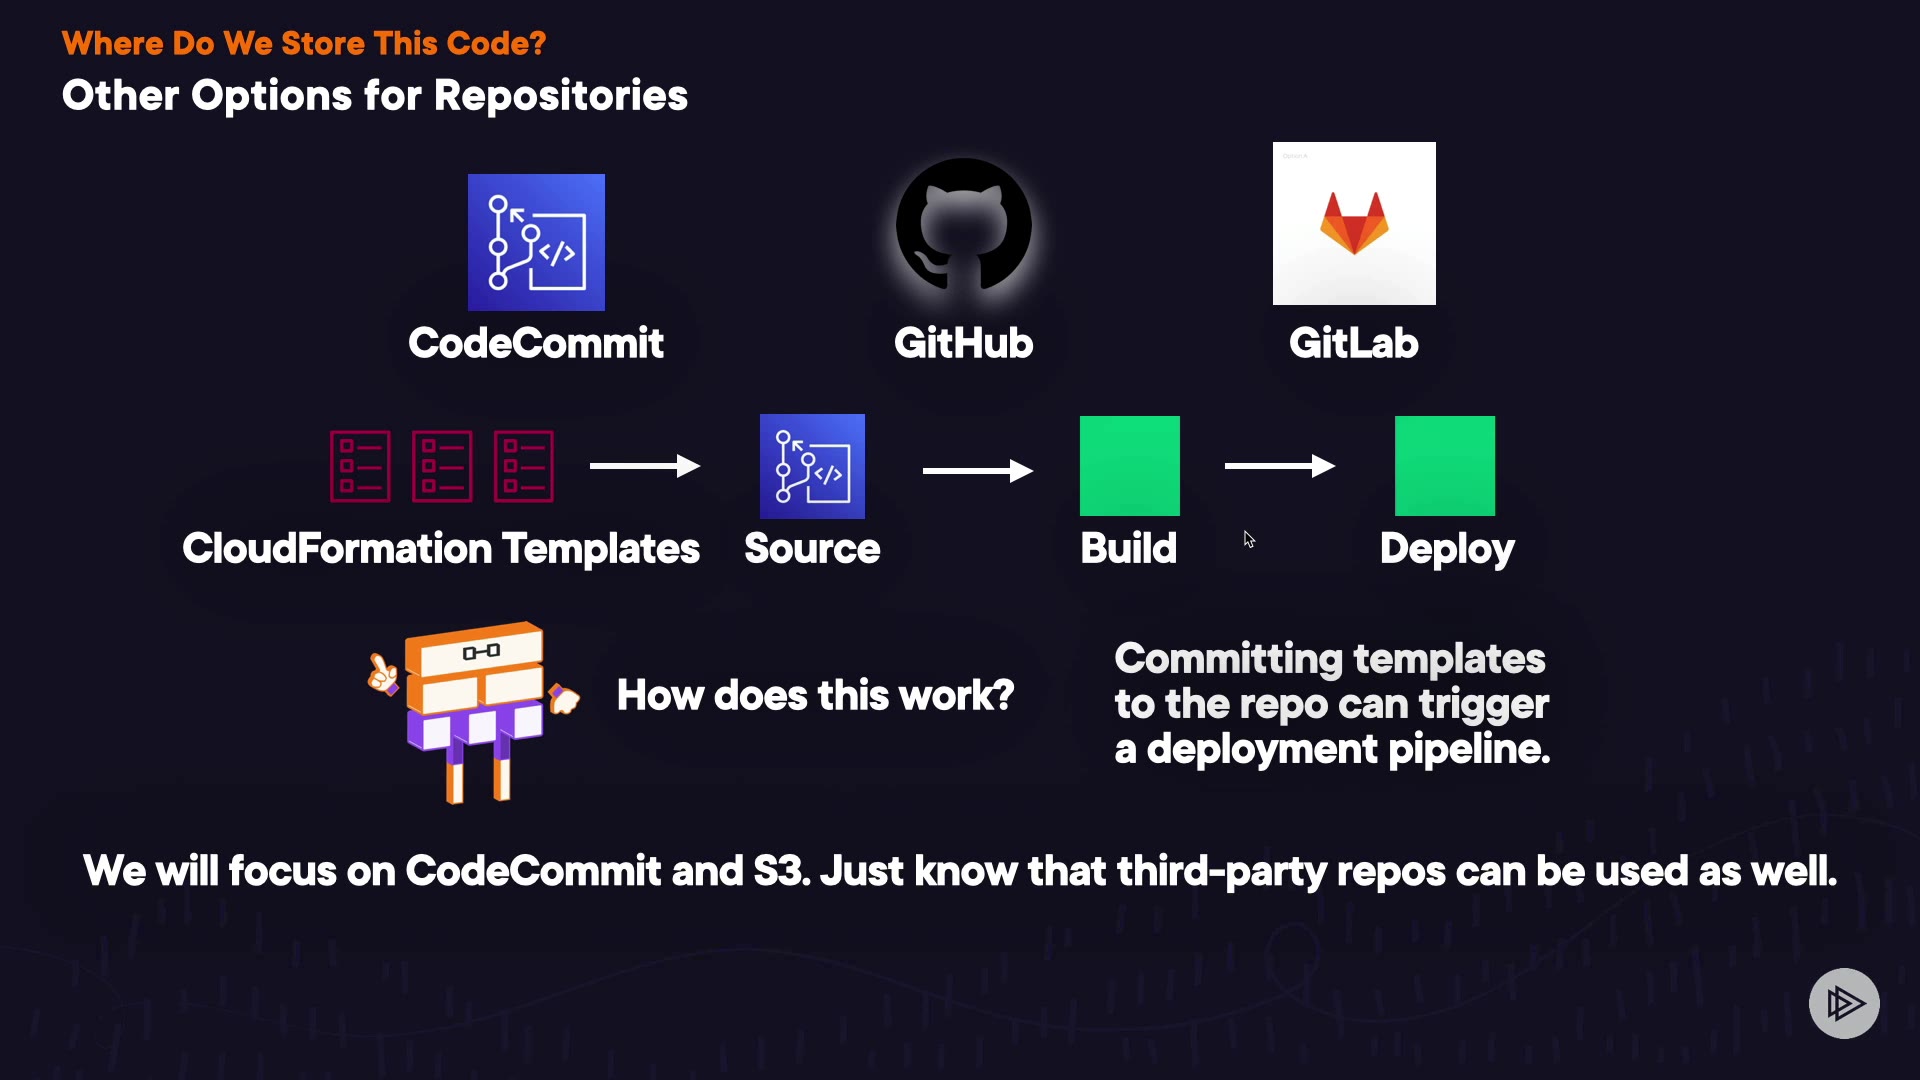 Where Do We Store This Code?
Other Options for Repositories
Option A
CodeCommit
GitHub
GitLab
CloudFormation Templates
Source
Build
Deploy
How does this work?
Committing templates
to the repo can trigger
a deployment pipeline.
We will focus on CodeCommit and S3. Just know that third-party repos can be used as well.